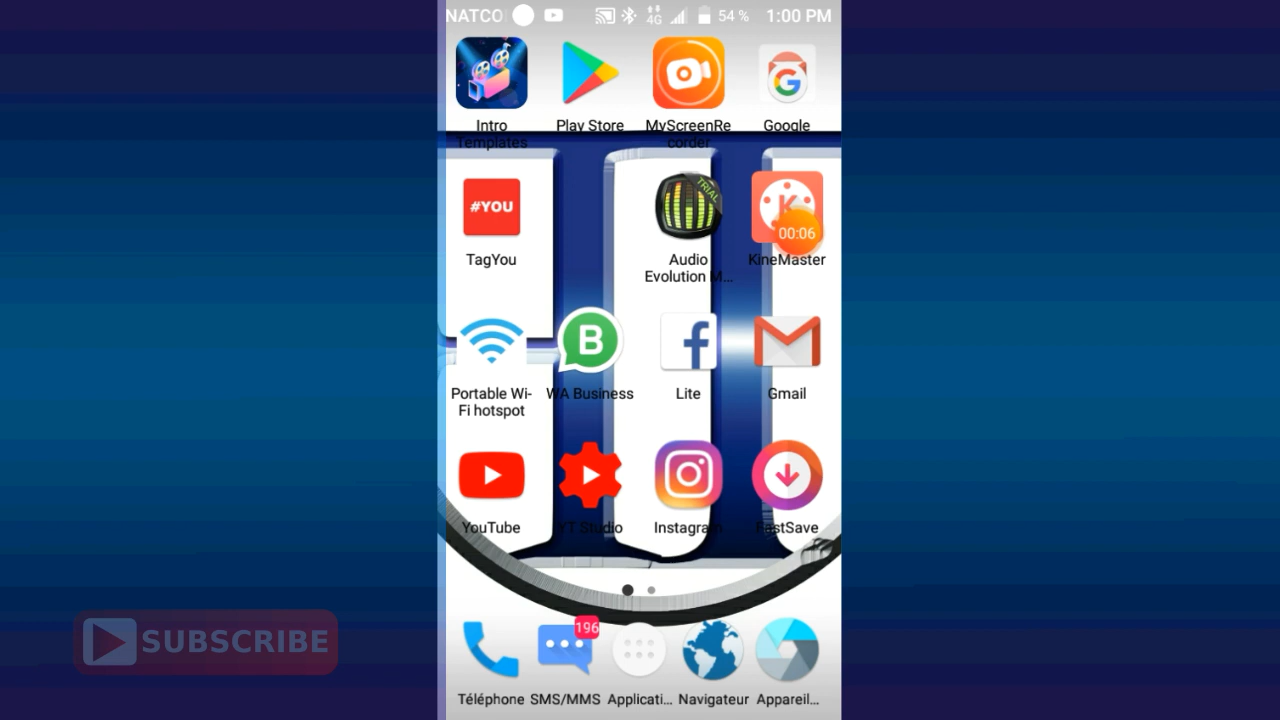 NATCO
4G
54 %
1:00 PM
Intro
Templates
Play Store
MyScreenRe
corder
Google
#YOU
TRIAL
00:06
TagYou
Audio
Evolution M...
KineMaster
Portable Wi-
Fi hotspot
WA Business
Lite
Gmail
YouTube
YT Studio
Instagram
FastSave
196
SUBSCRIBE
Téléphone
SMS/MMS
Applicati...
Navigateur
Appareil...